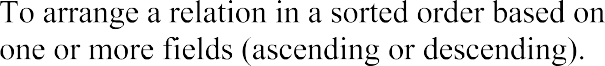 To arrange a relation in a sorted order based on
one or more fields (ascending or descending).